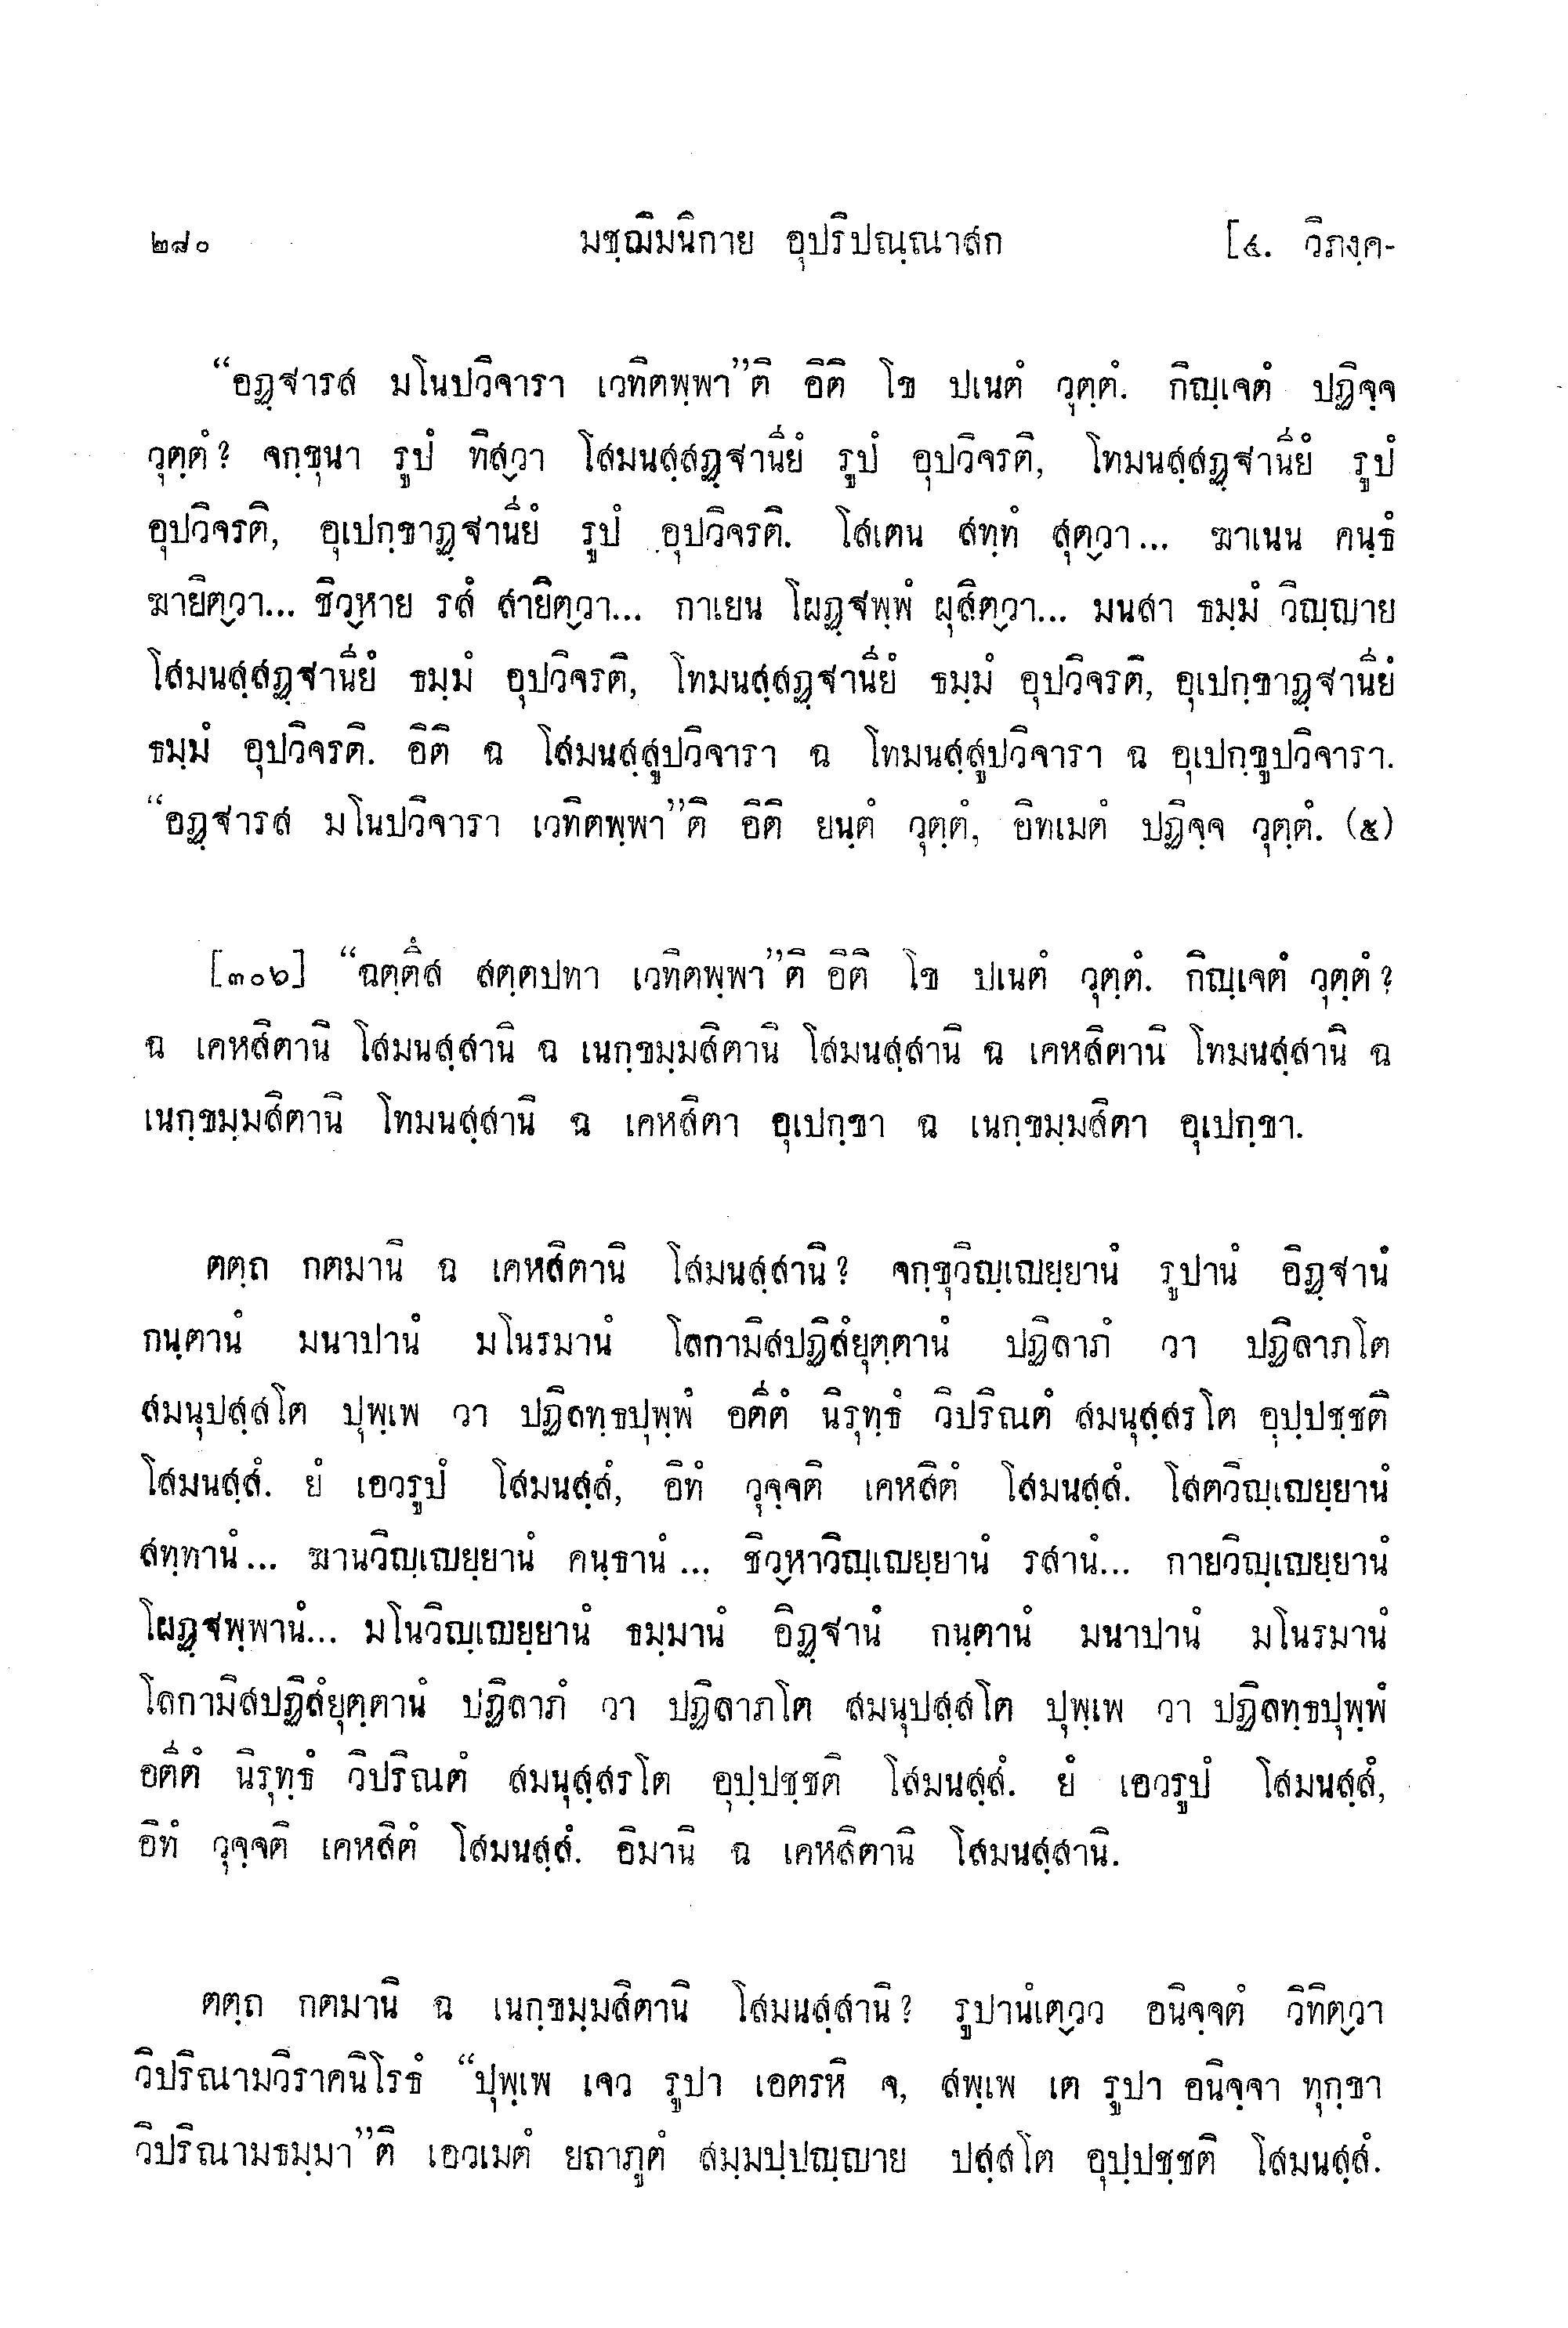 ๒๘๐ มชฺฌิมนิกาย อุปริปณฺณาสก [๔. วิภงฺค-
“อฏฺฐารส มโนปวิจารา เวทิตพฺพา”ติ อิติ โข ปเนตํ วุตฺตํ. กิญฺเจตํ ปฏิจฺจ
วุตฺตํ? จกฺขุนา รูปํ ทิสฺวา โสมนสฺสฏฺฐานิยํ รูปํ อุปวิจรติ, โทมนสฺสฏฺฐานิยํ รูปํ
อุปวิจรติ, อุเปกฺขาฏฺฐานิยํ รูปํ อุปวิจรติ. โสเตน สทฺทํ สุตฺวา... ฆาเนน คนฺธํ
ฆายิตฺวา... ชิวฺหาย รสํ สายิตฺวา... กาเยน โผฏฺฐพฺพํ ผุสิตฺวา... มนสา ธมฺมํ วิญฺญาย
โสมนสฺสฏฺฐานิยํ ธมฺมํ อุปวิจรติ, โทมนสฺสฏฺฐานิยํ ธมฺมํ อุปวิจรติ, อุเปกฺขาฏฺฐานิยํ
ธมฺมํ อุปวิจรติ. อิติ ฉ โสมนสฺสูปวิจารา ฉ โทมนสฺสูปวิจารา ฉ อุเปกฺขูปวิจารา.
“อฏฺฐารส มโนปวิจารา เวทิตพฺพา”ติ อิติ ยนฺตํ วุตฺตํ, อิทเมตํ ปฏิจฺจ วุตฺตํ. (๕)
[๓๐๖] “ฉตฺตึส สตฺตปทา เวทิตพฺพา”ติ อิติ โข ปเนตํ วุตฺตํ. กิญฺเจตํ วุตฺตํ?
ฉ เคหสิตานิ โสมนสฺสานิ ฉ เนกฺขมฺมสิตานิ โสมนสฺสานิ ฉ เคหสิตานิ โทมนสฺสานิ ฉ
เนกฺขมฺมสิตานิ โทมนสฺสานิ ฉ เคหสิตา อุเปกฺขา ฉ เนกฺขมฺมสิตา อุเปกฺขา.
ตตฺถ กตมานิ ฉ เคหสิตานิ โสมนสฺสานิ? จกฺขุวิญฺเญยฺยานํ รูปานํ อิฏฺฐานํ
กนฺตานํ มนาปานํ มโนรมานํ โลกามิสปฏิสํยุตฺตานํ ปฏิลาภํ วา ปฏิลาภโต
สมนุปสฺสโต ปุพฺเพ วา ปฏิลทฺธปุพฺพํ อตีตํ นิรุทฺธํ วิปริณตํ สมนุสฺสรโต อุปฺปชฺชติ
โสมนสฺสํ. ยํ เอวรูปํ โสมนสฺสํ, อิทํ วุจฺจติ เคหสิตํ โสมนสฺสํ. โสตวิญฺเญยฺยานํ
สทฺทานํ... ฆานวิญฺเญยฺยานํ คนฺธานํ... ชิวฺหาวิญฺเญยฺยานํ รสานํ... กายวิญฺเญยฺยานํ
โผฏฺฐพฺพานํ... มโนวิญฺเญยฺยานํ ธมฺมานํ อิฏฺฐานํ กนฺตานํ มนาปานํ มโนรมานํ
โลกามิสปฏิสํยุตฺตานํ ปฏิลาภํ วา ปฏิลาภโต สมนุปสฺสโต ปุพฺเพ วา ปฏิลทฺธปุพฺพํ
อตีตํ นิรุทฺธํ วิปริณตํ สมนุสฺสรโต อุปฺปชฺชติ โสมนสฺสํ. ยํ เอวรูปํ โสมนสฺสํ,
อิทํ วุจฺจติ เคหสิตํ โสมนสฺสํ. อิมานิ ฉ เคหสิตานิ โสมนสฺสานิ.
ตตฺถ กตมานิ ฉ เนกฺขมฺมสิตานิ โสมนสฺสานิ? รูปานํเตฺวว อนิจฺจตํ วิทิตฺวา
วิปริณามวิราคนิโรธํ “ปุพฺเพ เจว รูปา เอตรหิ จ, สพฺเพ เต รูปา อนิจฺจา ทุกฺขา
วิปริณามธมฺมา”ติ เอวเมตํ ยถาภูตํ สมฺมปฺปญฺญาย ปสฺสโต อุปฺปชฺชติ โสมนสฺสํ.